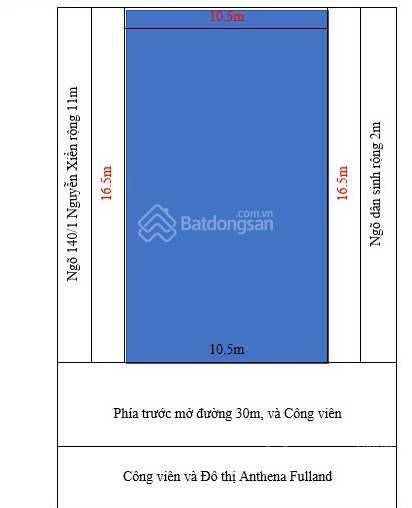 10.5m
Ngõ 140/1 Nguyễn Xiển rộng 11m
16.5m
Batdongsan
.com.vn
16.5m
Ngõ dân sinh rộng 2m
10.5m
Phía trước mở đường 30m, và Công viên
Công viên và Đô thị Anthena Fulland